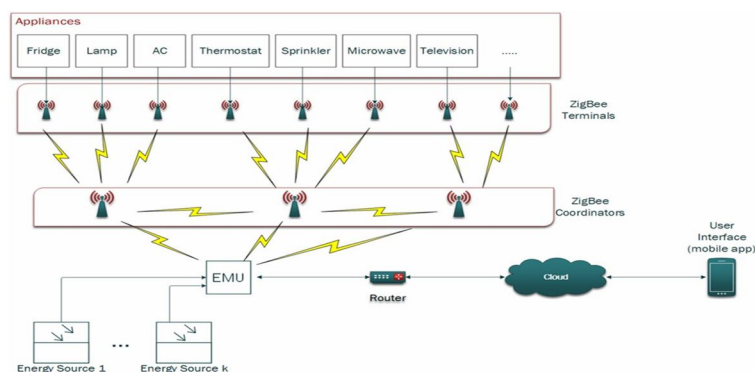 Appliances
Fridge
Lamp
AC
Thermostat
Sprinkler
Microwave
Television
.....
ZigBee
Terminals
ZigBee
Coordinators
User
Interface
(mobile app)
EMU
Router
Cloud
...
Energy Source 1
Energy Source k